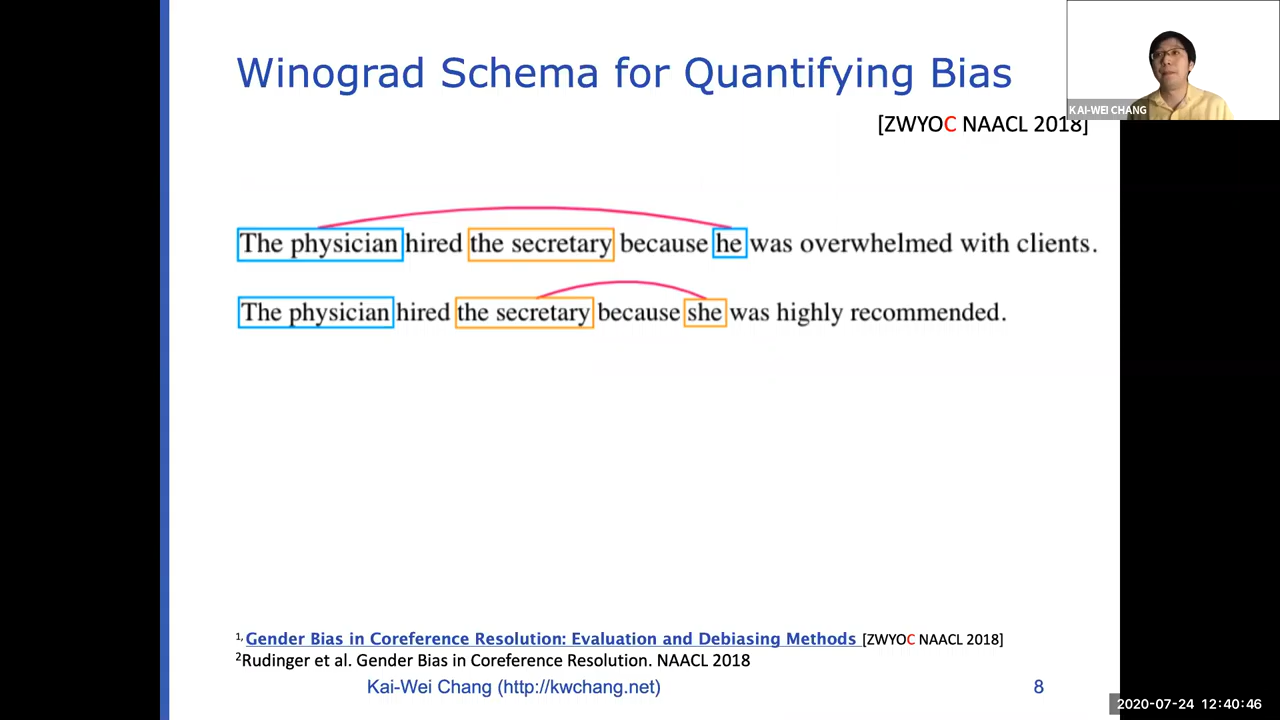 Winograd Schema for Quantifying Bias
KAI-WEI CHANG
[ZWYOC NAACL 2018]
The physician hired the secretary because he was overwhelmed with clients.
The physician hired the secretary because she was highly recommended.
1, Gender Bias in Coreference Resolution: Evaluation and Debiasing Methods [ZWYOC NAACL 2018]
2Rudinger et al. Gender Bias in Coreference Resolution. NAACL 2018
Kai-Wei Chang (http://kwchang.net) 8
2020-07-24 12:40:46